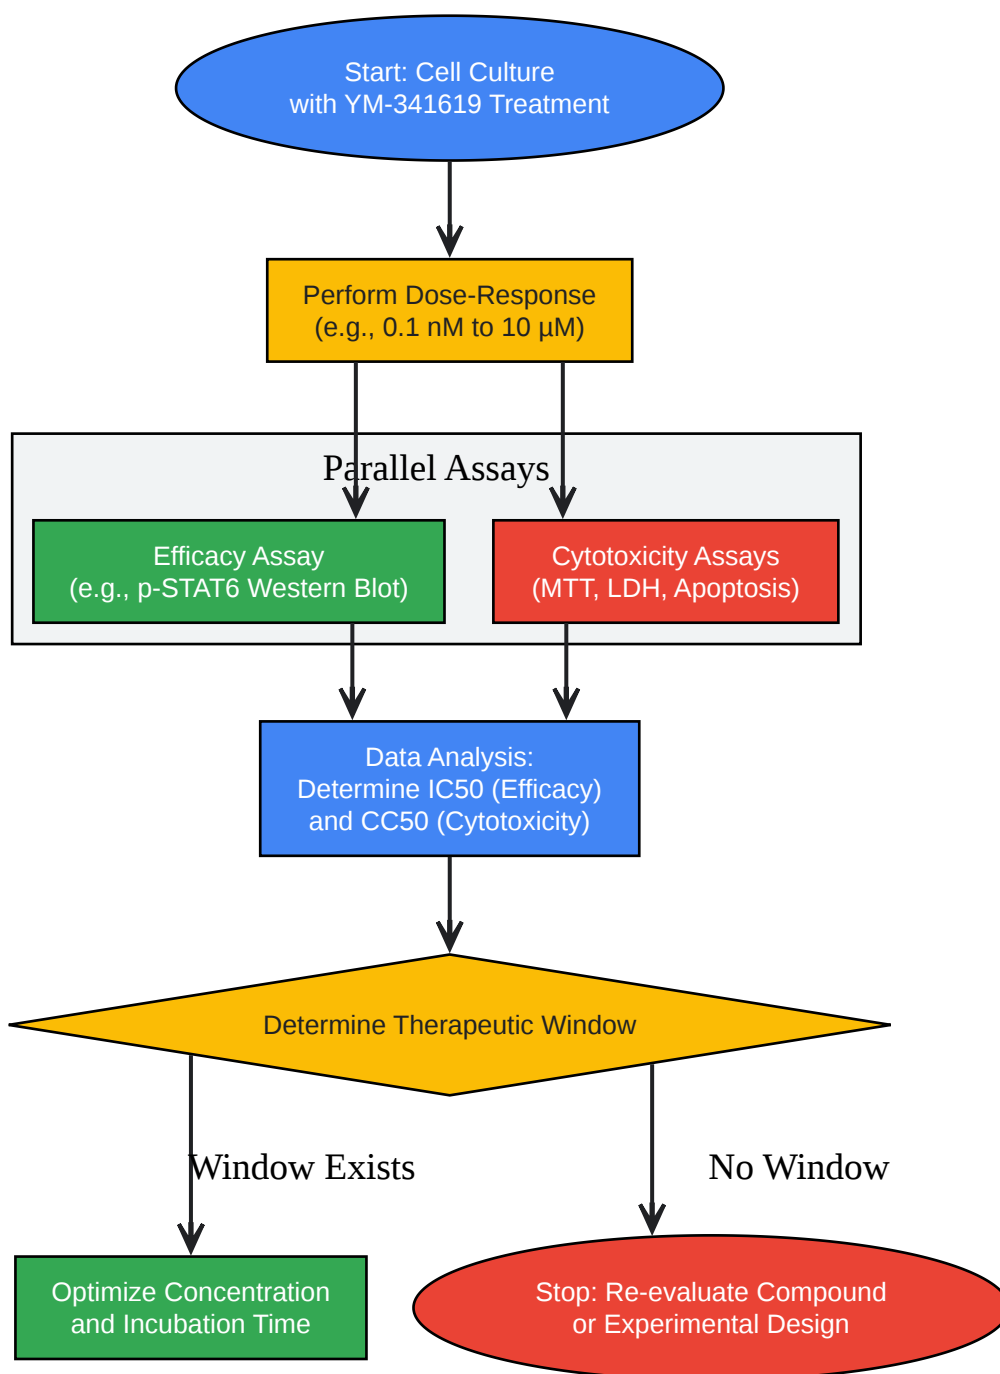 Start: Cell Culture
with YM-341619 Treatment
Perform Dose-Response
(e.g., 0.1 nM to 10 µM)
Parallel Assays
Efficacy Assay
(e.g., p-STAT6 Western Blot)
Cytotoxicity Assays
(MTT, LDH, Apoptosis)
Data Analysis:
Determine IC50 (Efficacy)
and CC50 (Cytotoxicity)
Determine Therapeutic Window
Window Exists
No Window
Optimize Concentration
and Incubation Time
Stop: Re-evaluate Compound
or Experimental Design